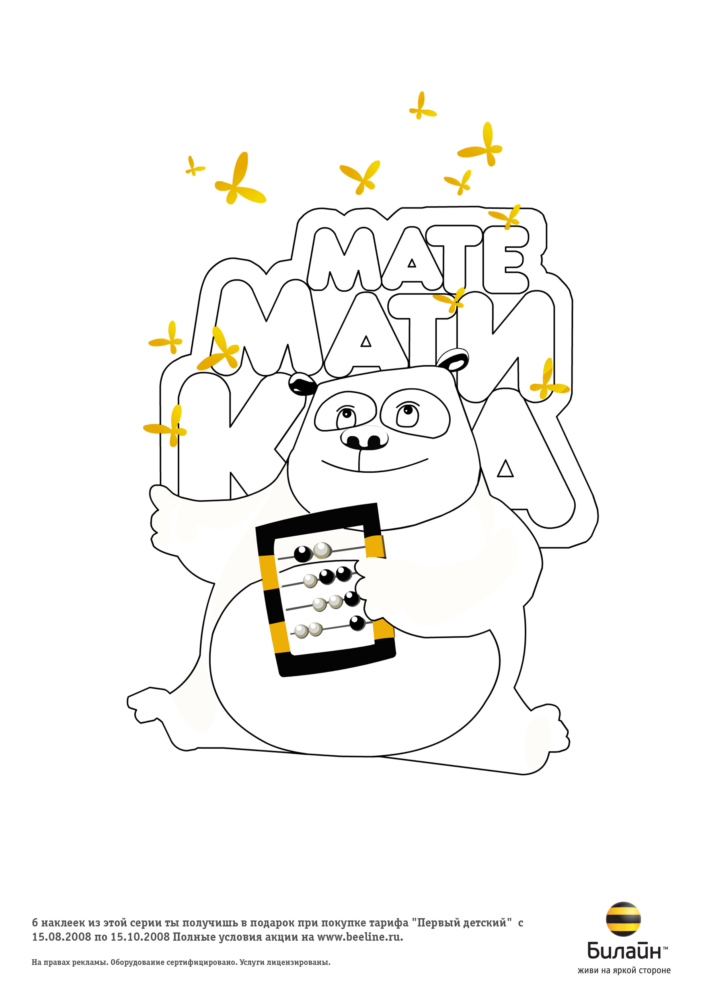 МАТЕ
МАТИ
КА
6 наклеек из этой серии ты получишь в подарок при покупке тарифа "Первый детский" с
15.08.2008 по 15.10.2008 Полные условия акции на www.beeline.ru.
На правах рекламы. Оборудование сертифицировано. Услуги лицензированы.
Билайн™
живи на яркой стороне